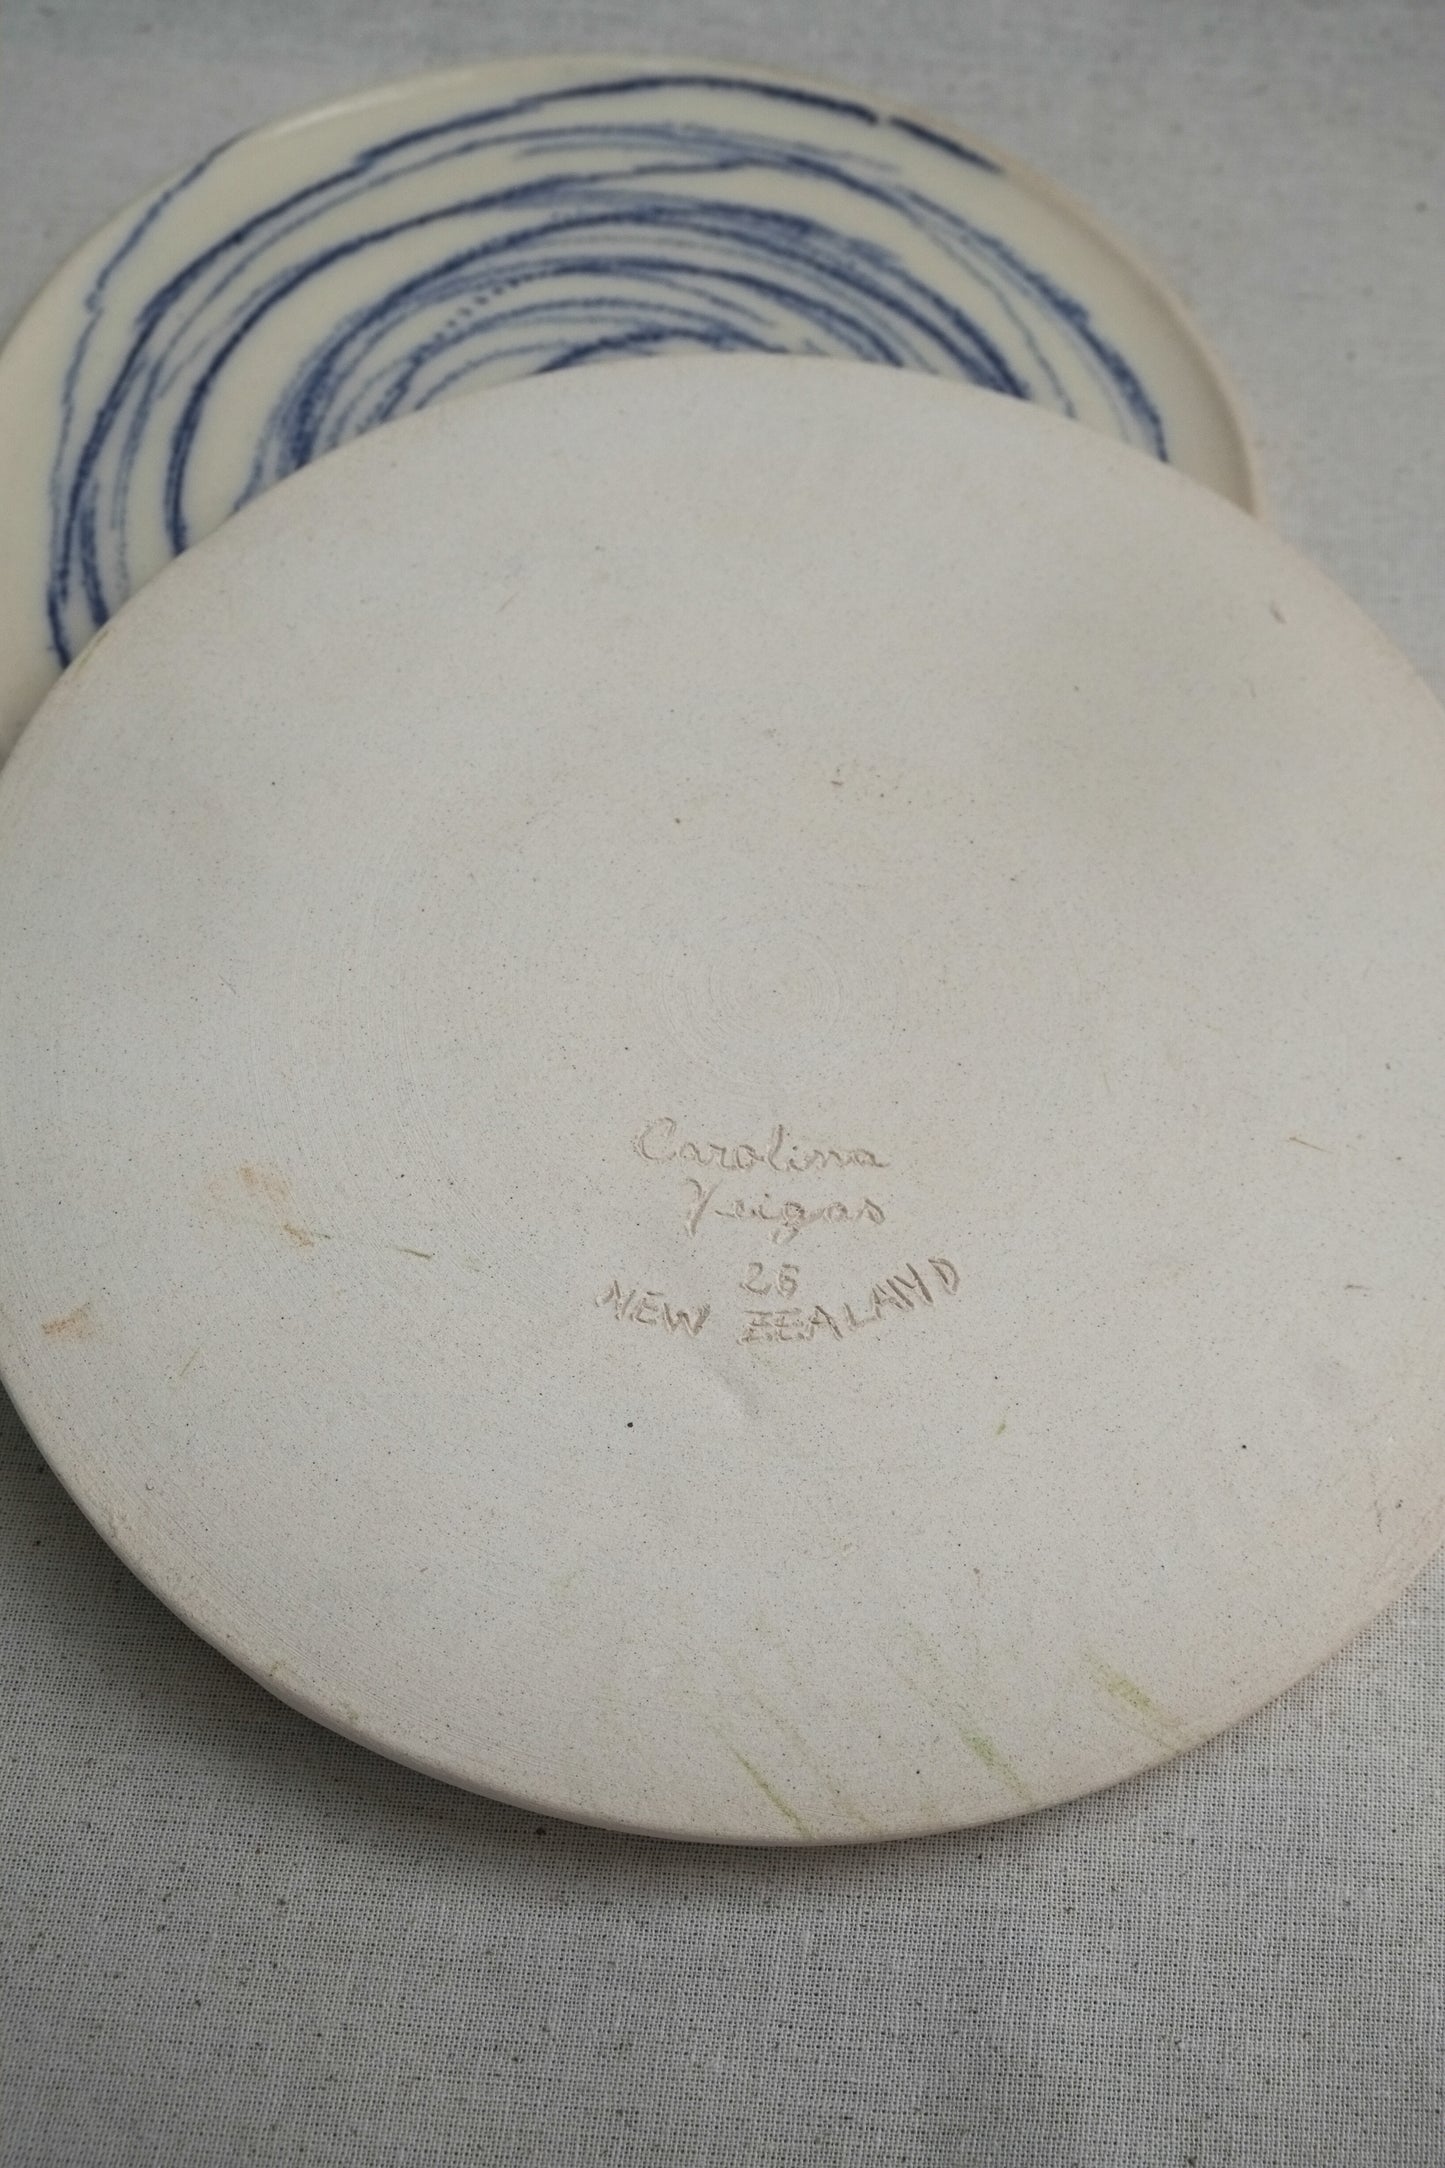 Carolina
Veigas
26
NEW ZEALAND